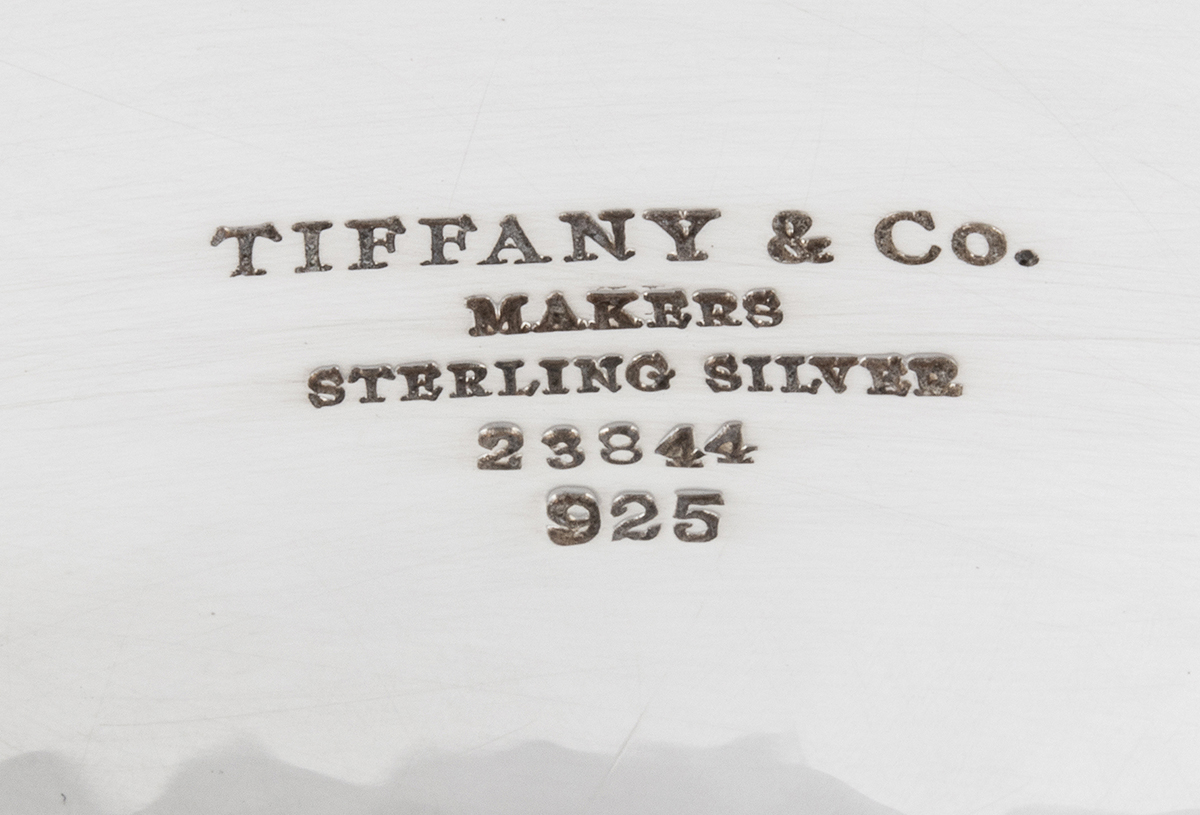 TIFFANY & Co.
MAKERS
STERLING SILVER
23844
925